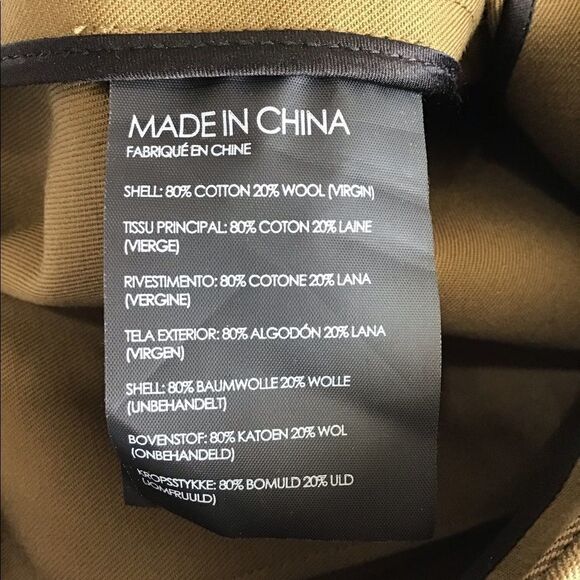 MADE IN CHINA
FABRIQUÉ EN CHINE
SHELL: 80% COTTON 20% WOOL (VIRGIN)
TISSU PRINCIPAL: 80% COTON 20% LAINE
(VIERGE)
RIVESTIMENTO: 80% COTONE 20% LANA
(VERGINE)
TELA EXTERIOR: 80% ALGODÓN 20% LANA
(VIRGEN)
SHELL: 80% BAUMWOLLE 20% WOLLE
(UNBEHANDELT)
BOVENSTOF: 80% KATOEN 20% WOL
(ONBEHANDELD)
KROPSSTYKKE: 80% BOMULD 20% ULD